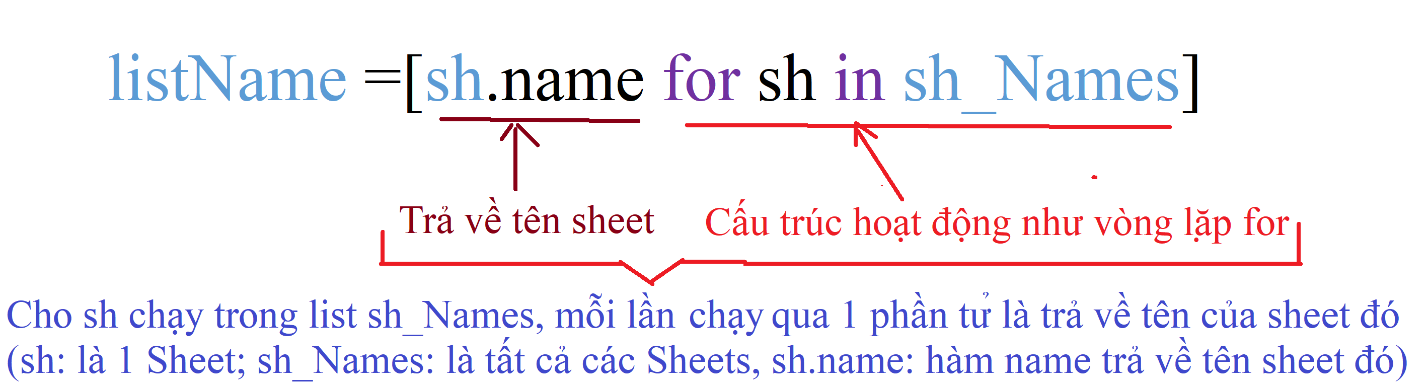 listName =[sh.name for sh in sh_Names]
Trả về tên sheet
Cấu trúc hoạt động như vòng lặp for
Cho sh chạy trong list sh_Names, mỗi lần chạy qua 1 phần tử là trả về tên của sheet đó
(sh: là 1 Sheet; sh_Names: là tất cả các Sheets, sh.name: hàm name trả về tên sheet đó)